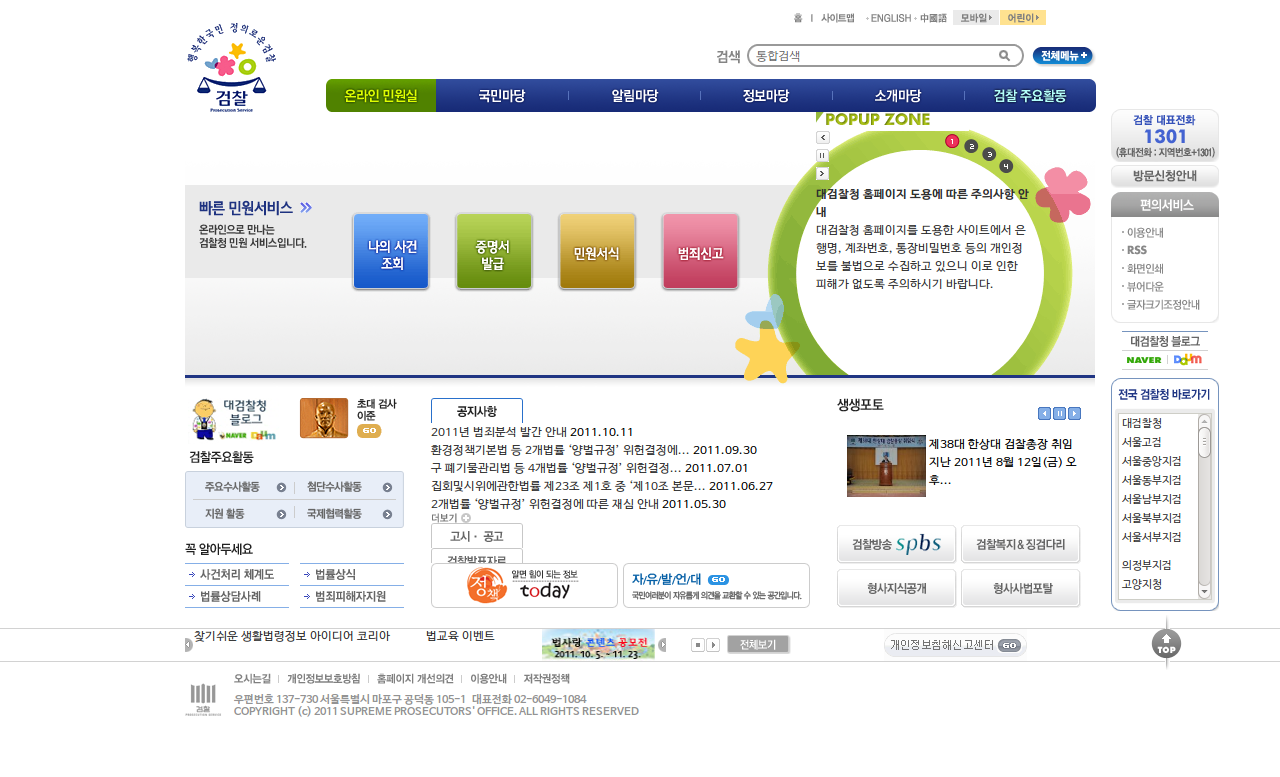 홈 | 사이트맵 ENGLISH 中國語 모바일 어린이
행복한국민 정의로운검찰
검찰
Prosecution Service
검색 통합검색 전체메뉴 +
온라인 민원실 국민마당 알림마당 정보마당 소개마당 검찰 주요활동
POPUP ZONE
1 2 3 4
대검찰청 홈페이지 도용에 따른 주의사항 안
내
대검찰청 홈페이지를 도용한 사이트에서 은
행명, 계좌번호, 통장비밀번호 등의 개인정
보를 불법으로 수집하고 있으니 이로 인한
피해가 없도록 주의하시기 바랍니다.
빠른 민원서비스
온라인으로 만나는
검찰청 민원 서비스입니다.
나의 사건
조회
증명서
발급
민원서식
범죄신고
검찰 대표전화
1301
(휴대전화 : 지역번호+1301)
방문신청안내
편의서비스
이용안내
RSS
화면인쇄
뷰어다운
글자크기조정안내
대검찰청 블로그
NAVER Daum
전국 검찰청 바로가기
대검찰청
서울고검
서울중앙지검
서울동부지검
서울남부지검
서울북부지검
서울서부지검
의정부지검
고양지청
대검찰청
블로그
NAVER Daum
초대 검사
이준
GO
검찰주요활동
주요수사활동 첨단수사활동
지원 활동 국제협력활동
꼭 알아두세요
사건처리 체계도 법률상식
법률상담사례 범죄피해자지원
공지사항
2011년 범죄분석 발간 안내 2011.10.11
환경정책기본법 등 2개법률 ‘양벌규정’ 위헌결정에... 2011.09.30
구 폐기물관리법 등 4개법률 ‘양벌규정’ 위헌결정... 2011.07.01
집회및시위에관한법률 제23조 제1호 중 ‘제10조 본문... 2011.06.27
2개법률 ‘양벌규정’ 위헌결정에 따른 재심 안내 2011.05.30
더보기
고시 · 공고
검찰발표자료
정책 알면 힘이 되는 정보
today
자/유/발/언/대 GO
국민여러분이 자유롭게 의견을 교환할 수 있는 공간입니다.
생생포토
제38대 한상대 검찰총장 취임
지난 2011년 8월 12일(금) 오
후...
검찰방송 spbs 검찰복지&징검다리
형사지식공개 형사사법포탈
찾기쉬운 생활법령정보 아이디어 코리아 법교육 이벤트
법사랑 콘텐츠 공모전
2011. 10. 5. ~ 11. 23.
전체보기
개인정보침해신고센터 GO
TOP
오시는길 | 개인정보보호방침 | 홈페이지 개선의견 | 이용안내 | 저작권정책
검찰
PROSECUTION SERVICE
우편번호 137-730 서울특별시 마포구 공덕동 105-1 대표전화 02-6049-1084
COPYRIGHT (c) 2011 SUPREME PROSECUTORS' OFFICE. ALL RIGHTS RESERVED